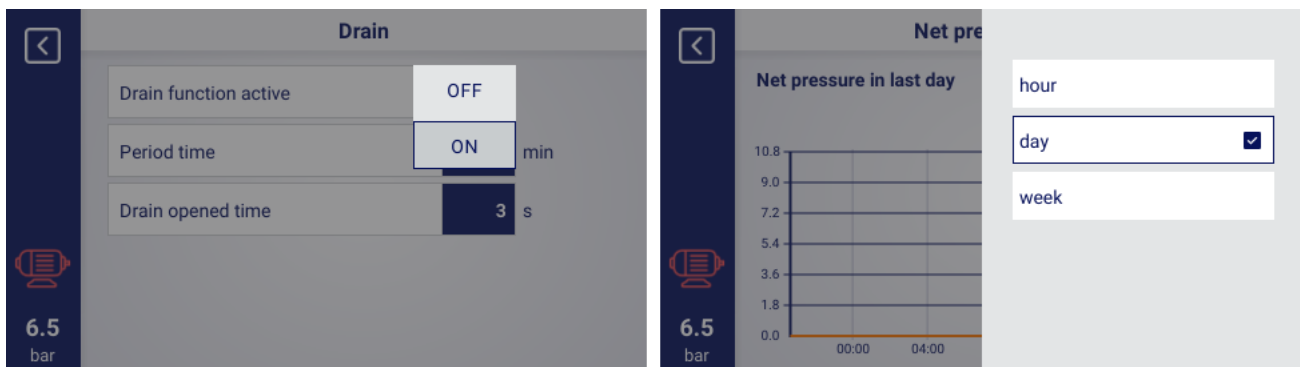 Drain
Drain function active
OFF
Period time
ON
min
Drain opened time
3 s
6.5
bar
Net pre
Net pressure in last day
10.8
9.0
7.2
5.4
3.6
1.8
0.0
00:00 04:00
6.5
bar
hour
day
week